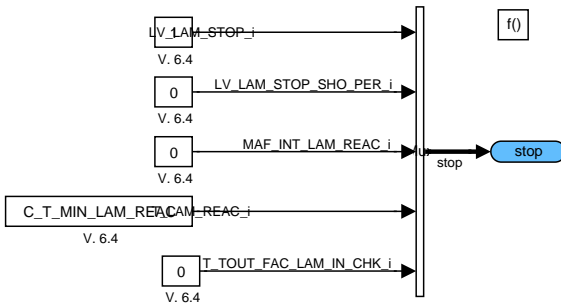 f()
1
LV_LAM_STOP_i
V. 6.4
0
LV_LAM_STOP_SHO_PER_i
V. 6.4
0
MAF_INT_LAM_REAC_i
V. 6.4
stop
stop
C_T_MIN_LAM_REAC
T_LAM_REAC_i
V. 6.4
0
T_TOUT_FAC_LAM_IN_CHK_i
V. 6.4